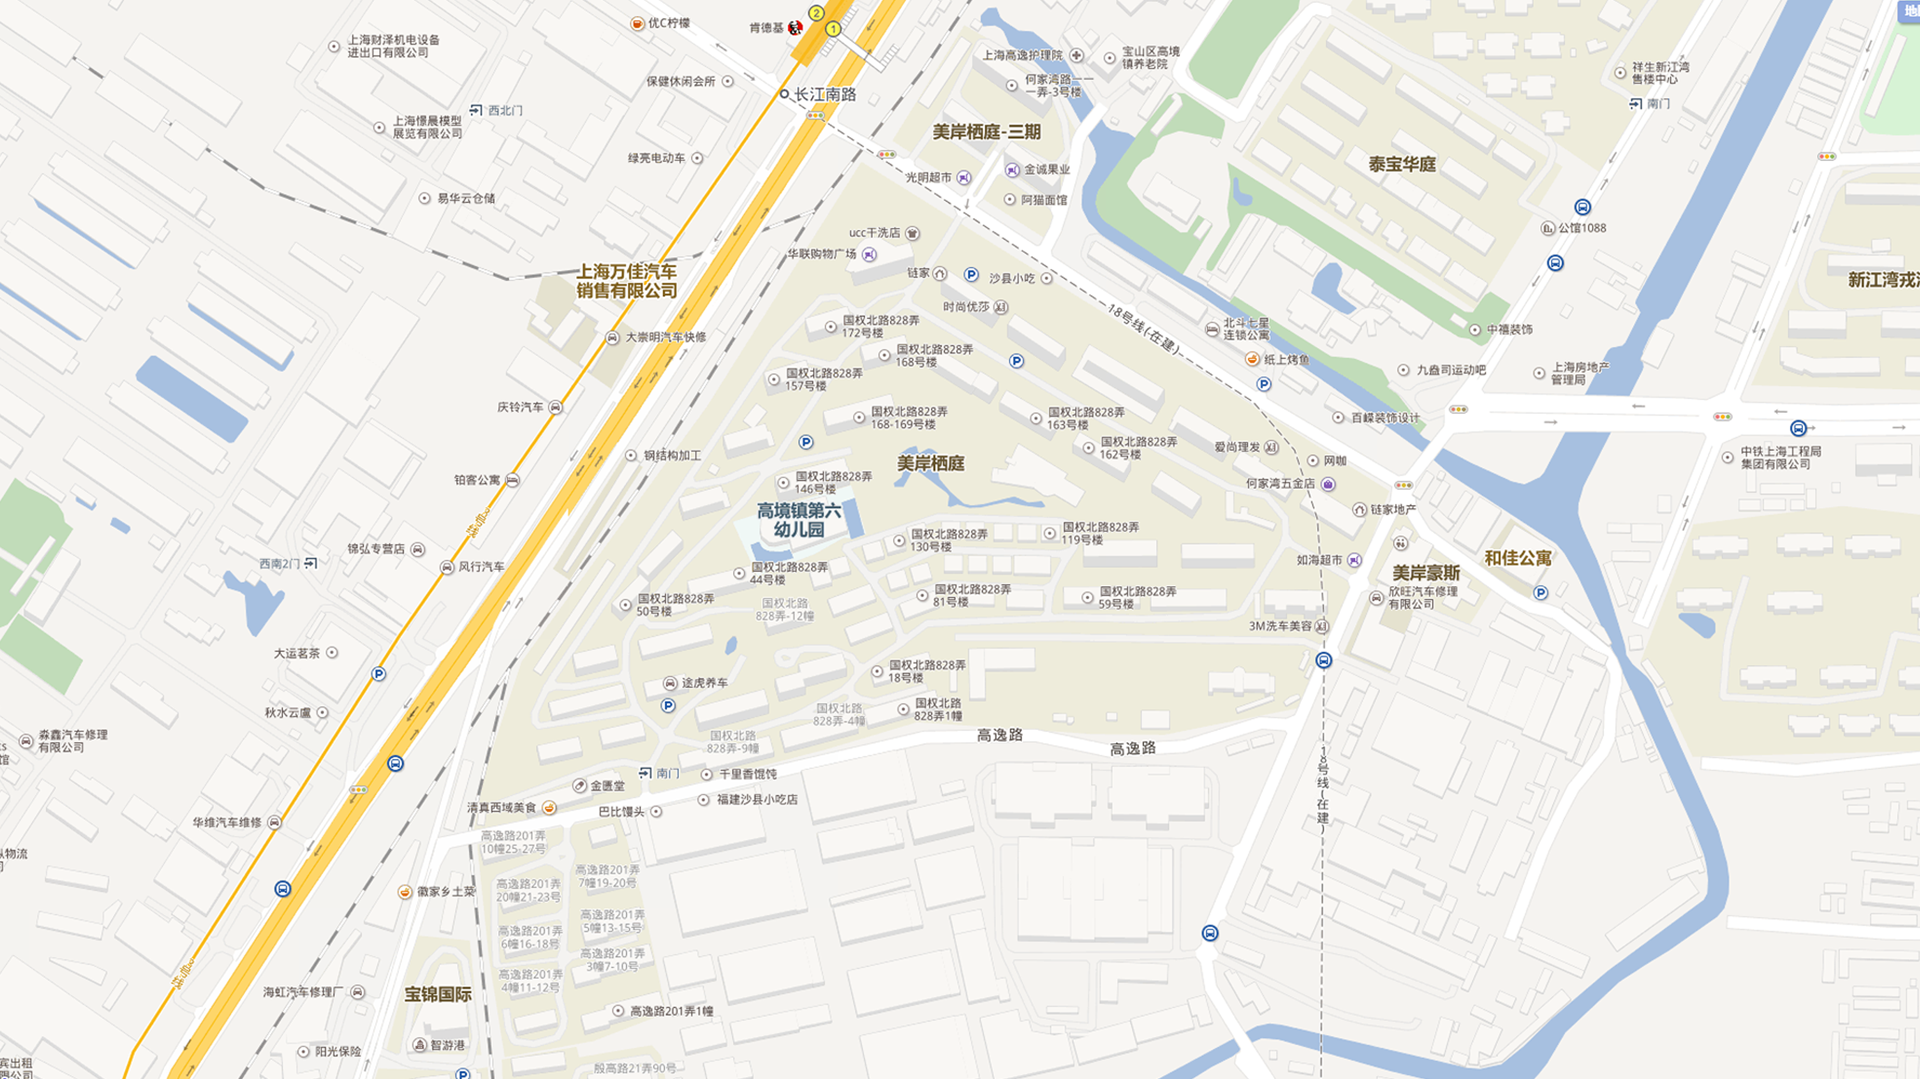 优C柠檬
肯德基
2
1
上海财泽机电设备
进出口有限公司
保健休闲会所
长江南路
西北门
上海憬晨模型
展览有限公司
绿亮电动车
易华云仓储
上海高逸护理院
宝山区高境
镇养老院
何家湾路一一
一弄-3号楼
美岸栖庭-三期
光明超市
金诚果业
阿猫面馆
泰宝华庭
祥生新江湾
售楼中心
南门
公馆1088
ucc干洗店
华联购物广场
链家
P
沙县小吃
时尚优莎
上海万佳汽车
销售有限公司
大崇明汽车快修
国权北路828弄
172号楼
国权北路828弄
168号楼
国权北路828弄
157号楼
国权北路828弄
168-169号楼
国权北路828弄
163号楼
国权北路828弄
162号楼
P
18号线(在建)
北斗七星
连锁公寓
纸上烤鱼
P
中禧装饰
九盎司运动吧
上海房地产
管理局
百嵘装饰设计
庆铃汽车
钢结构加工
P
美岸栖庭
爱尚理发
网咖
何家湾五金店
链家地产
中铁上海工程局
集团有限公司
铂客公寓
国权北路828弄
146号楼
高境镇第六
幼儿园
国权北路828弄
130号楼
国权北路828弄
119号楼
如海超市
和佳公寓
美岸豪斯
欣旺汽车修理
有限公司
P
锦弘专营店
西南2门
风行汽车
国权北路828弄
44号楼
国权北路828弄
50号楼
国权北路
828弄-12幢
国权北路828弄
81号楼
国权北路828弄
59号楼
3M洗车美容
大运茗茶
P
秋水云盧
途虎养车
P
国权北路828弄
18号楼
国权北路
828弄1幢
国权北路
828弄-4幢
国权北路
828弄-9幢
高逸路
高逸路
18号线(在建)
淼鑫汽车修理
有限公司
南门
千里香馄饨
金匮堂
福建沙县小吃店
清真西域美食
巴比馒头
华维汽车维修
高逸路201弄
10幢25-27号
高逸路201弄
7幢19-20号
高逸路201弄
20幢21-23号
高逸路201弄
5幢13-15号
高逸路201弄
6幢16-18号
高逸路201弄
3幢7-10号
高逸路201弄
4幢11-12号
徽家乡土菜
海虹汽车修理厂
宝锦国际
高逸路201弄1幢
智游港
阳光保险
P
殷高路21弄90号